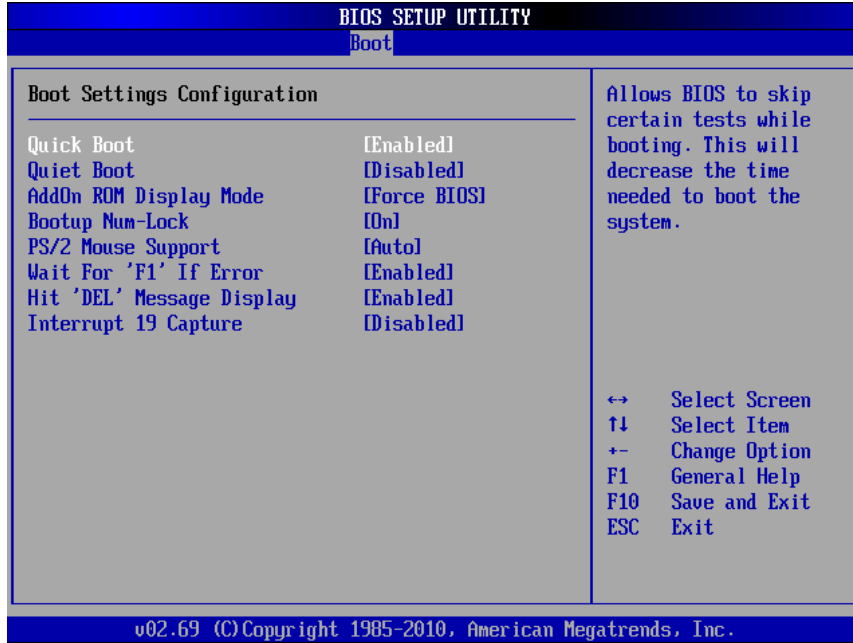 BIOS SETUP UTILITY
Boot
Boot Settings Configuration
Quick Boot [Enabled]
Quiet Boot [Disabled]
AddOn ROM Display Mode [Force BIOS]
Bootup Num-Lock [On]
PS/2 Mouse Support [Auto]
Wait For 'F1' If Error [Enabled]
Hit 'DEL' Message Display [Enabled]
Interrupt 19 Capture [Disabled]
Allows BIOS to skip
certain tests while
booting. This will
decrease the time
needed to boot the
system.
↔ Select Screen
↑↓ Select Item
+- Change Option
F1 General Help
F10 Save and Exit
ESC Exit
v02.69 (C)Copyright 1985-2010, American Megatrends, Inc.